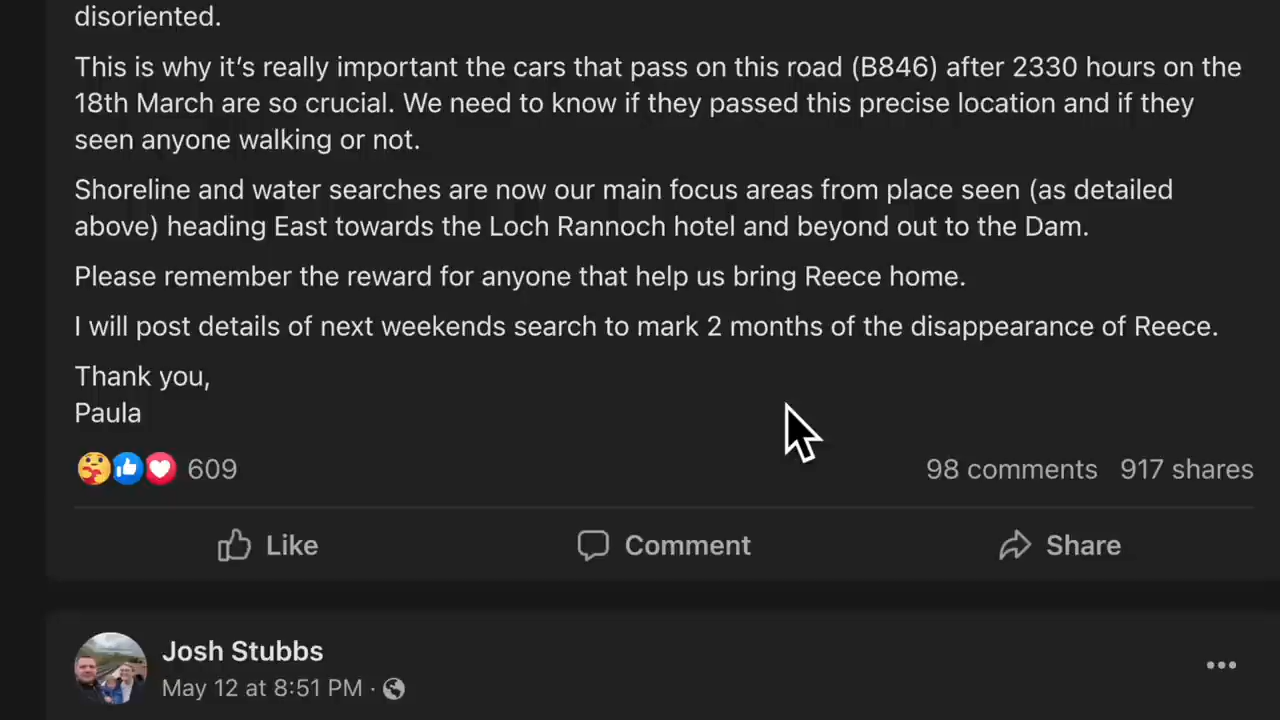 disoriented.
This is why it’s really important the cars that pass on this road (B846) after 2330 hours on the
18th March are so crucial. We need to know if they passed this precise location and if they
seen anyone walking or not.
Shoreline and water searches are now our main focus areas from place seen (as detailed
above) heading East towards the Loch Rannoch hotel and beyond out to the Dam.
Please remember the reward for anyone that help us bring Reece home.
I will post details of next weekends search to mark 2 months of the disappearance of Reece.
Thank you,
Paula
609 98 comments 917 shares
Like Comment Share
Josh Stubbs
May 12 at 8:51 PM ·